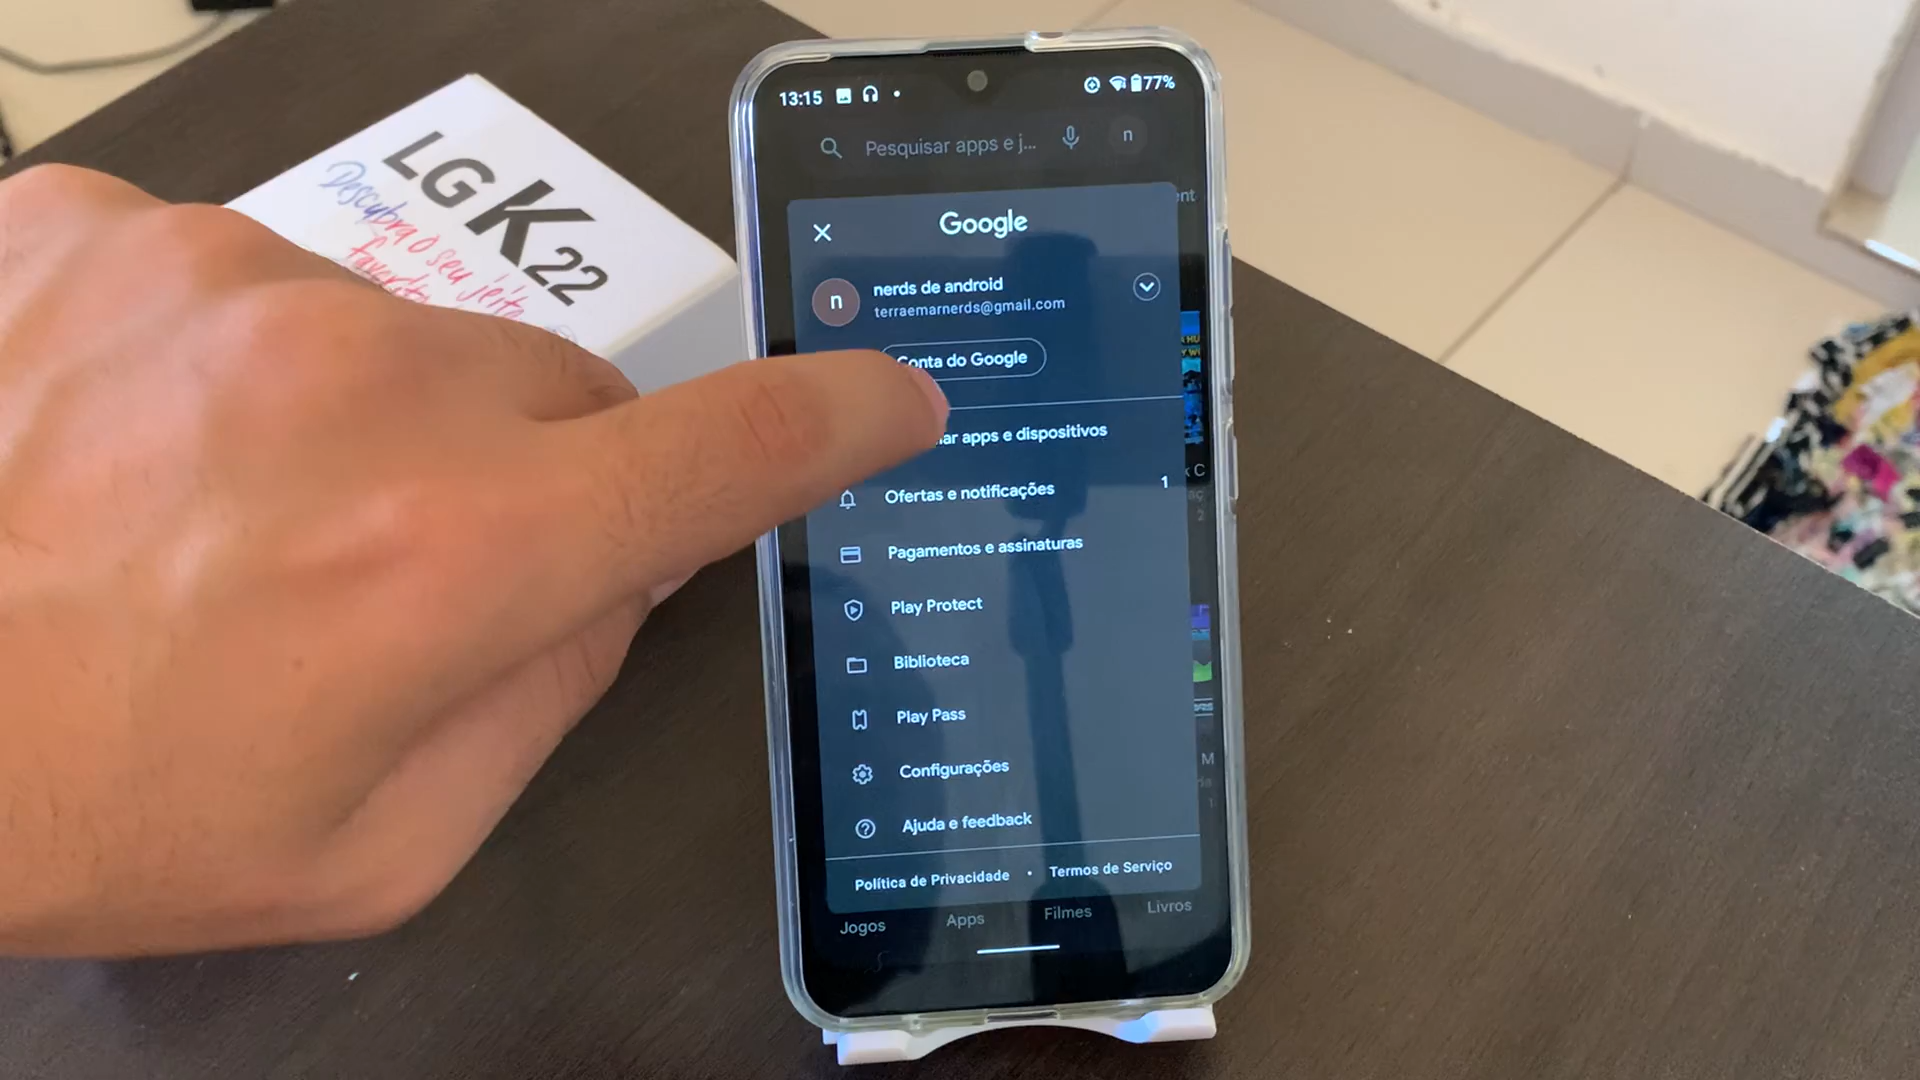 13:15
77%
Pesquisar apps e j...
n
LG K22
Descubra o seu jeito
favorito
Google
n
nerds de android
terraemarnerds@gmail.com
Conta do Google
ar apps e dispositivos
Ofertas e notificações
1
Pagamentos e assinaturas
Play Protect
Biblioteca
Play Pass
Configurações
Ajuda e feedback
Política de Privacidade • Termos de Serviço
Jogos
Apps
Filmes
Livros